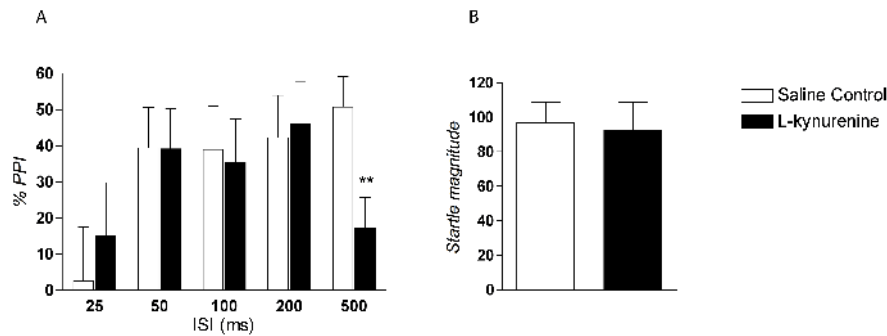 A
B
60
50
40
30
20
10
0
% PPI
**
25 50 100 200 500
ISI (ms)
120
100
80
60
40
20
0
Startle magnitude
Saline Control
L-kynurenine